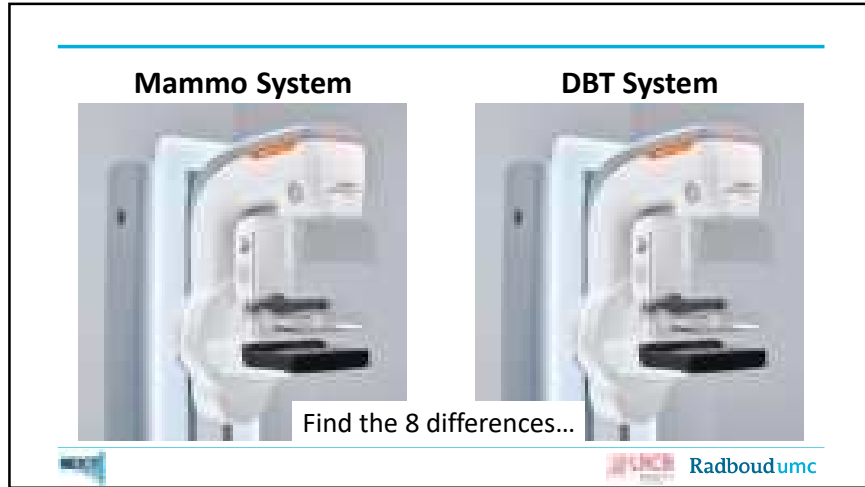 Mammo System
DBT System
Find the 8 differences…
Radboudumc